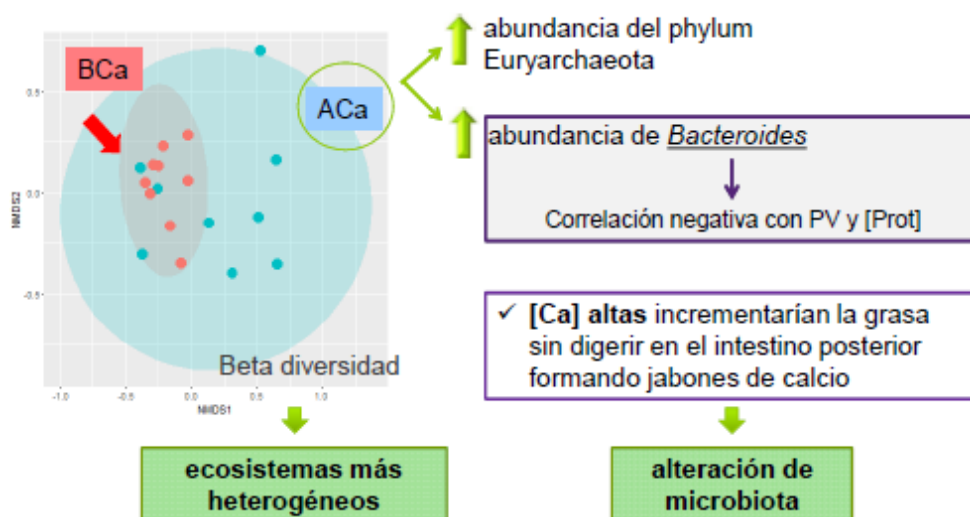 BCa
ACa
0.5
0.0
-0.5
NMDS2
-1.0
-0.5
0.0
0.5
1.0
NMDS1
Beta diversidad
abundancia del phylum
Euryarchaeota
abundancia de Bacteroides
Correlación negativa con PV y [Prot]
✓ [Ca] altas incrementarían la grasa
sin digerir en el intestino posterior
formando jabones de calcio
ecosistemas más
heterogéneos
alteración de
microbiota